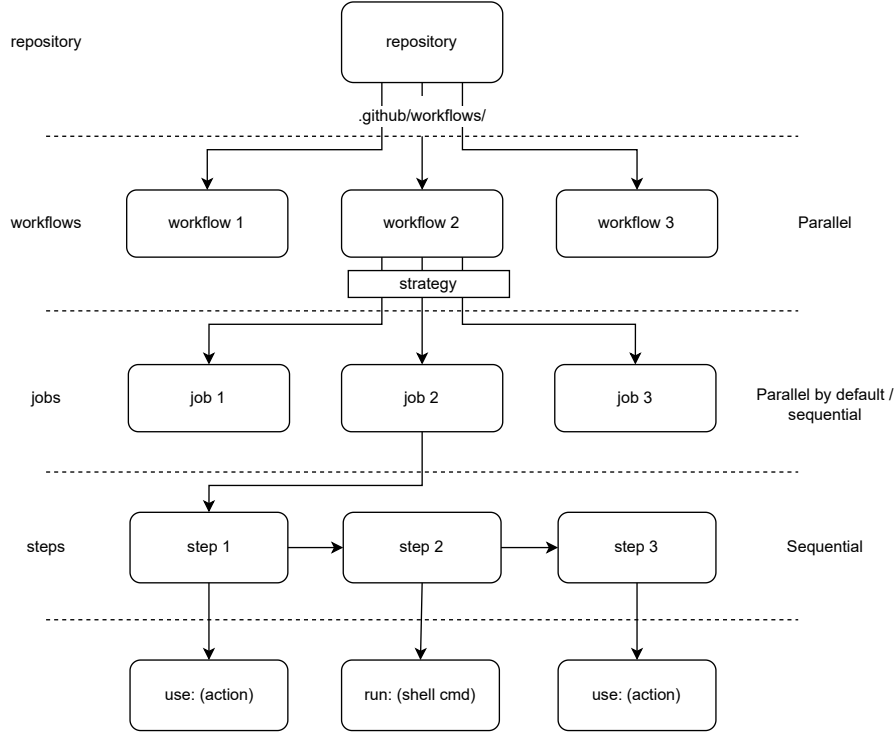 repository
repository
.github/workflows/
workflows
workflow 1
workflow 2
workflow 3
Parallel
strategy
jobs
job 1
job 2
job 3
Parallel by default /
sequential
steps
step 1
step 2
step 3
Sequential
use: (action)
run: (shell cmd)
use: (action)